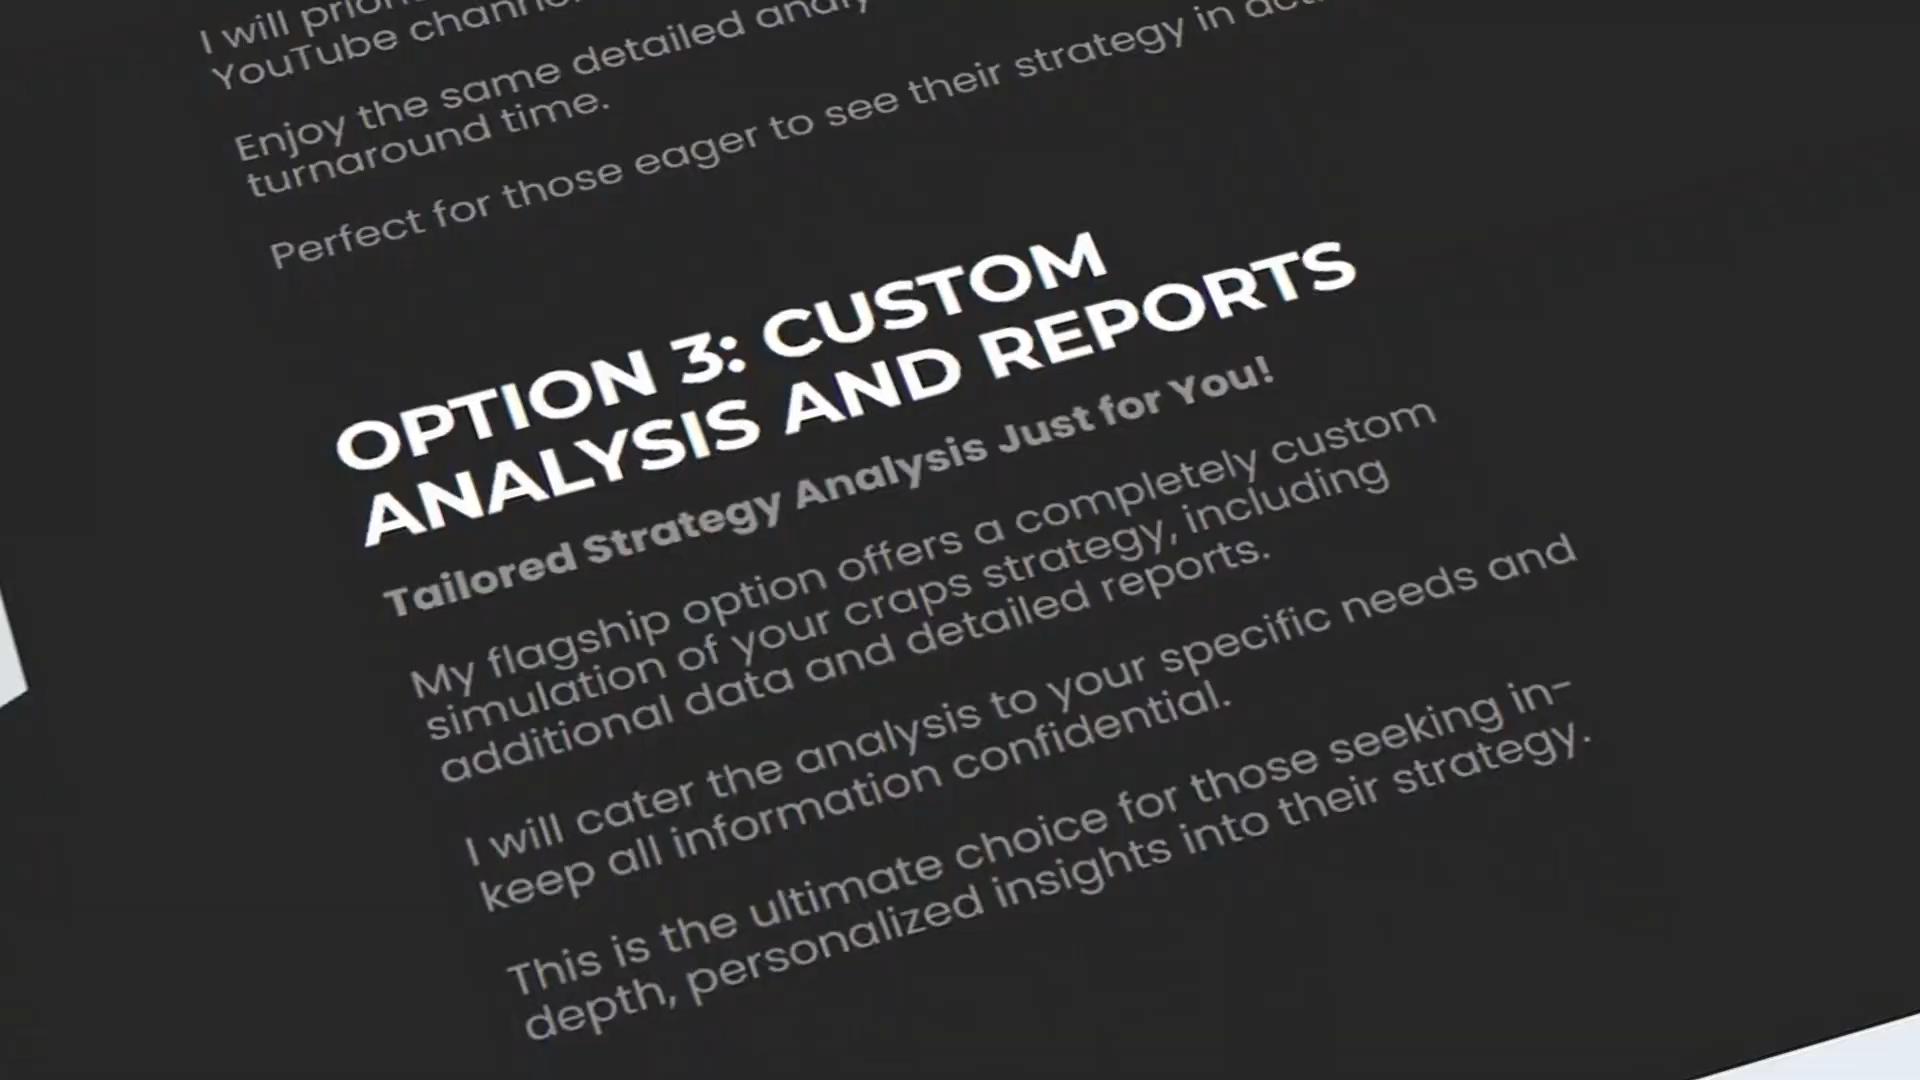 I will
YouTube
Enjoy the same detailed
turnaround time.
Perfect for those eager to see their strategy in
OPTION 3: CUSTOM
ANALYSIS AND REPORTS
Tailored Strategy Analysis Just for You!
My flagship option offers a completely custom
simulation of your craps strategy, including
additional data and detailed reports.
I will cater the analysis to your specific needs and
keep all information confidential.
This is the ultimate choice for those seeking in-
depth, personalized insights into their strategy.